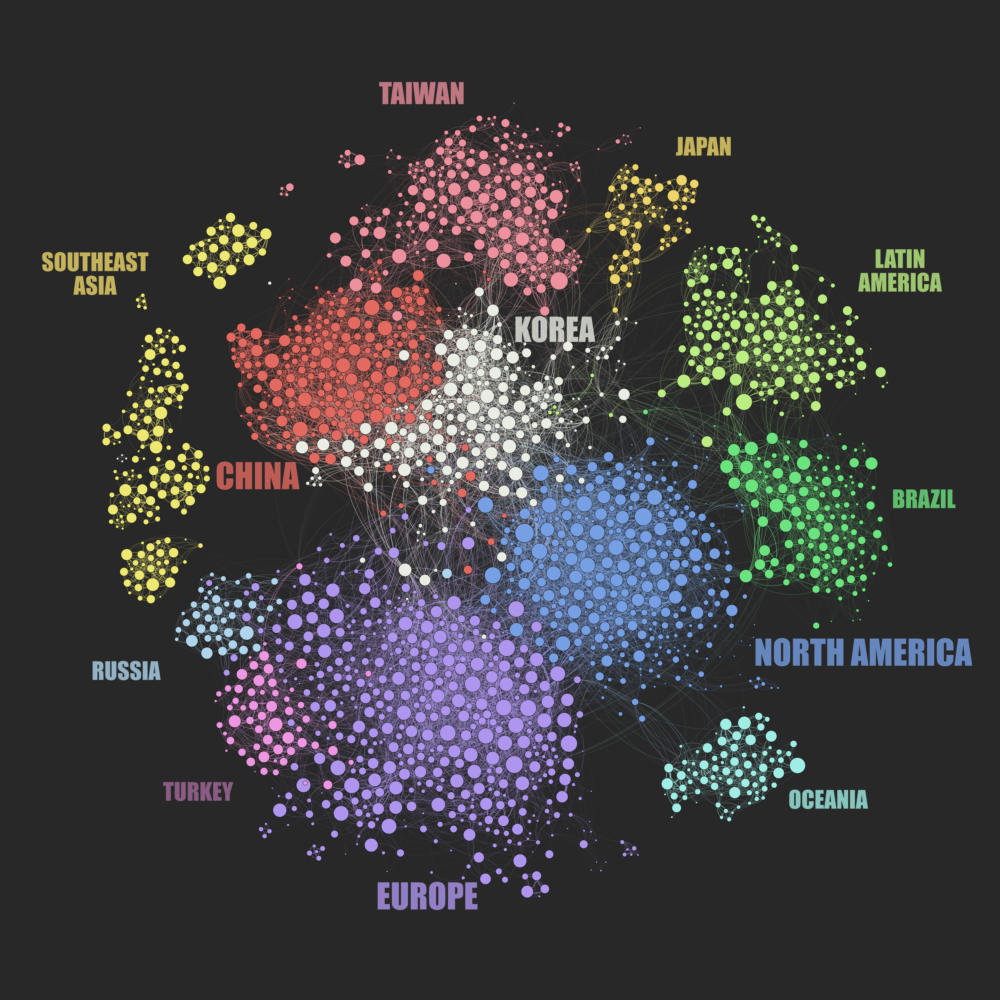 TAIWAN
JAPAN
SOUTHEAST
ASIA
LATIN
AMERICA
KOREA
CHINA
BRAZIL
NORTH AMERICA
RUSSIA
TURKEY
OCEANIA
EUROPE